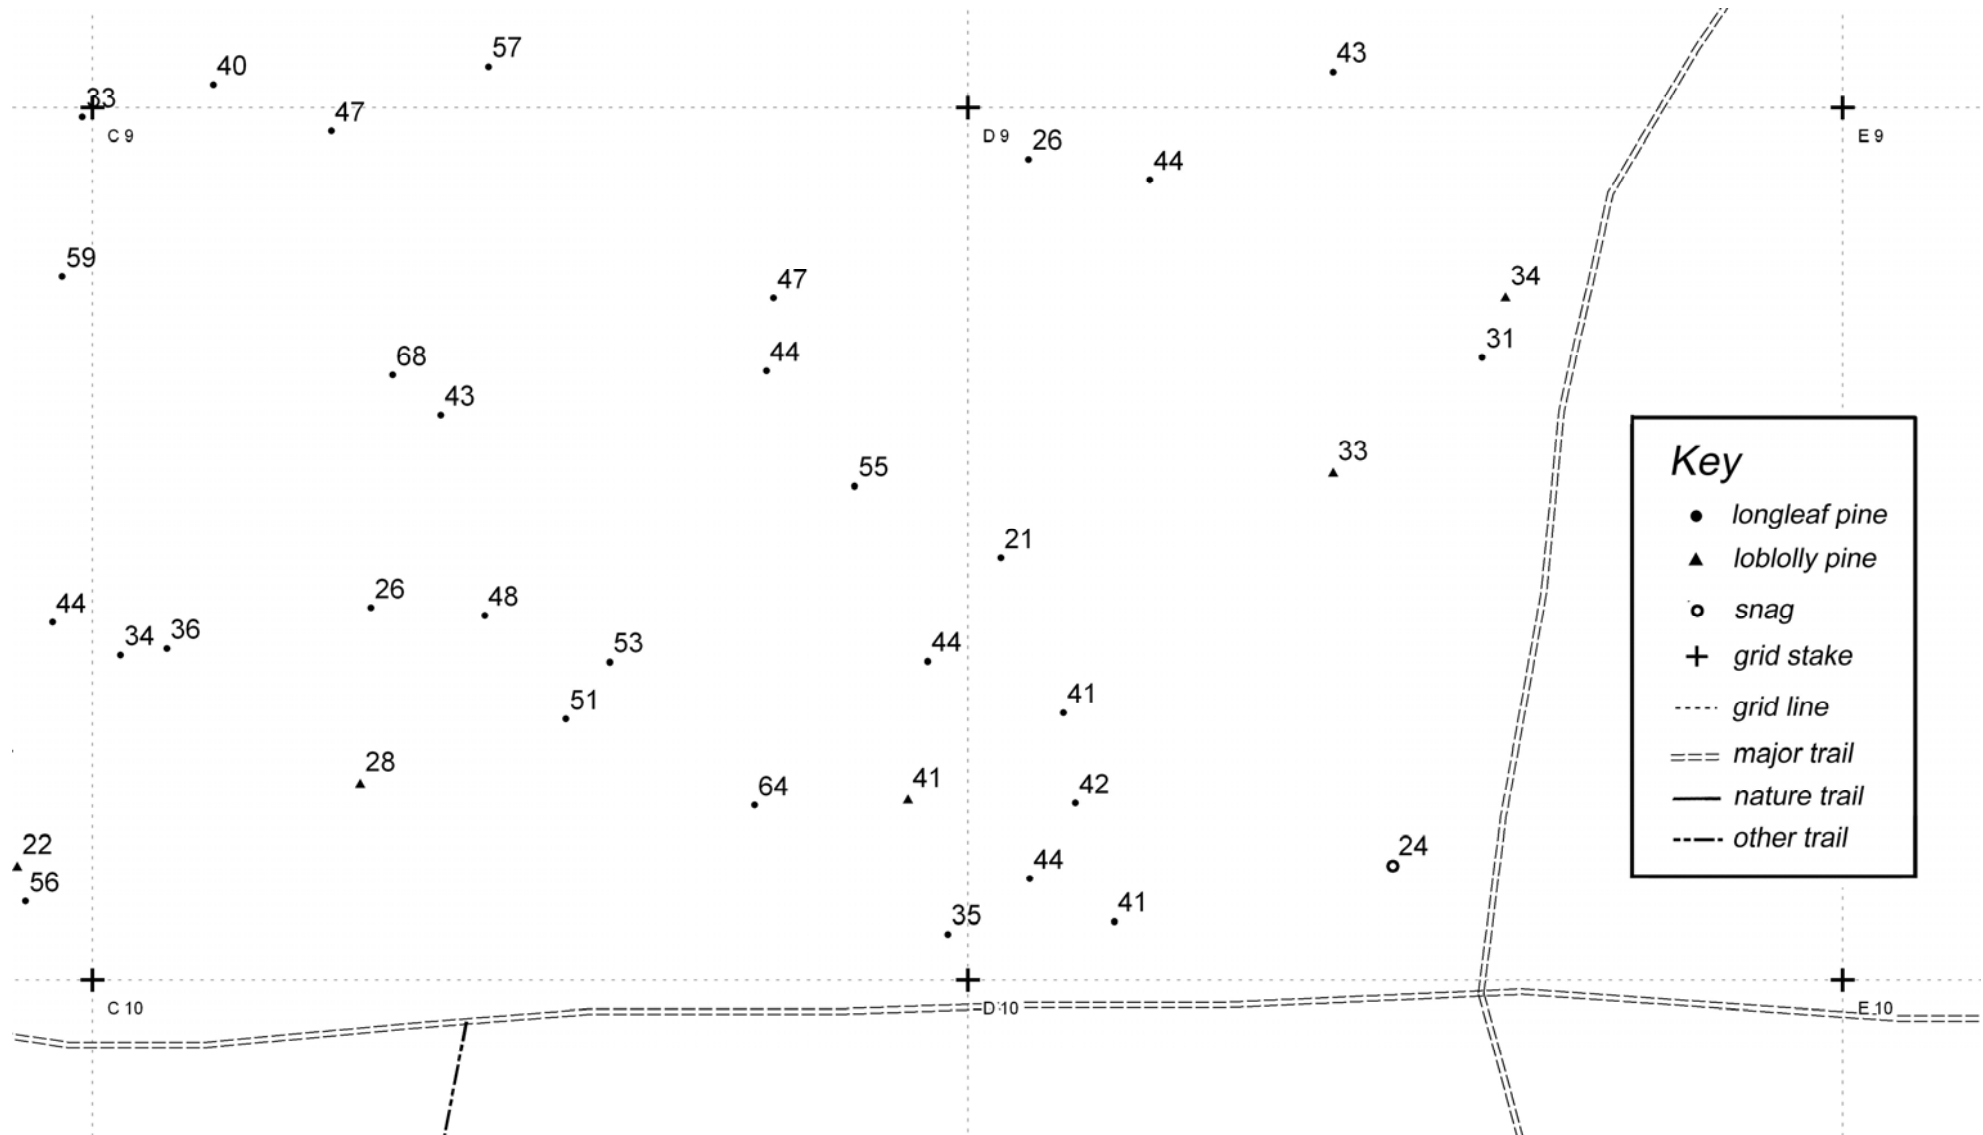 57
43
40
33
47
C 9
D 9
E 9
26
44
59
47
34
44
31
68
43
33
55
Key
longleaf pine
loblolly pine
snag
grid stake
grid line
major trail
nature trail
other trail
21
26
48
44
34
36
53
44
41
51
28
64
41
42
22
24
44
56
41
35
C 10
D 10
E 10